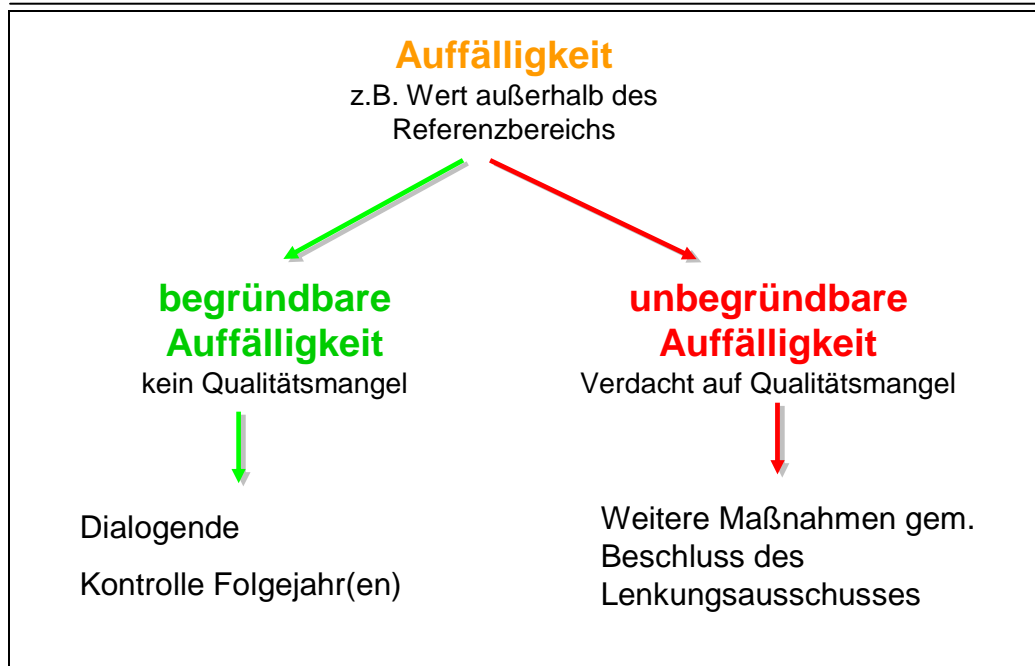 Auffälligkeit
z.B. Wert außerhalb des
Referenzbereichs
begründbare
Auffälligkeit
kein Qualitätsmangel
unbegründbare
Auffälligkeit
Verdacht auf Qualitätsmangel
Dialogende
Kontrolle Folgejahr(en)
Weitere Maßnahmen gem.
Beschluss des
Lenkungsausschusses